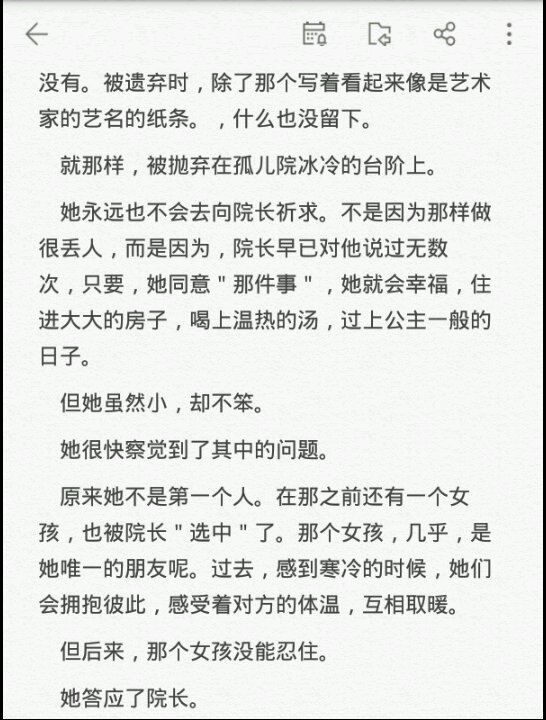 没有。被遗弃时，除了那个写着看起来像是艺术
家的艺名的纸条。，什么也没留下。
就那样，被抛弃在孤儿院冰冷的台阶上。
她永远也不会去向院长祈求。不是因为那样做
很丢人，而是因为，院长早已对他说过无数
次，只要，她同意＂那件事＂，她就会幸福，住
进大大的房子，喝上温热的汤，过上公主一般的
日子。
但她虽然小，却不笨。
她很快察觉到了其中的问题。
原来她不是第一个人。在那之前还有一个女
孩，也被院长＂选中＂了。那个女孩，几乎，是
她唯一的朋友呢。过去，感到寒冷的时候，她们
会拥抱彼此，感受着对方的体温，互相取暖。
但后来，那个女孩没能忍住。
她答应了院长。